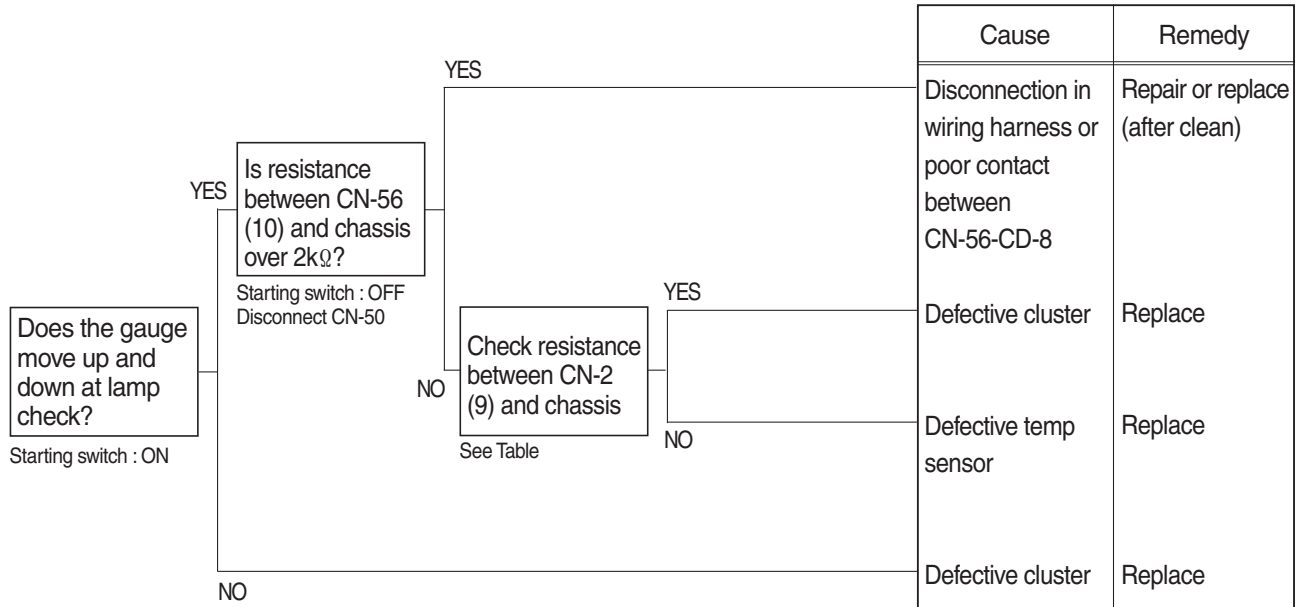 Cause
Remedy
YES
Disconnection in
wiring harness or
poor contact
between
CN-56-CD-8
Repair or replace
(after clean)
YES
Is resistance
between CN-56
(10) and chassis
over 2kΩ?
Starting switch : OFF
Disconnect CN-50
YES
Defective cluster
Replace
Does the gauge
move up and
down at lamp
check?
Starting switch : ON
NO
Check resistance
between CN-2
(9) and chassis
See Table
NO
Defective temp
sensor
Replace
NO
Defective cluster
Replace